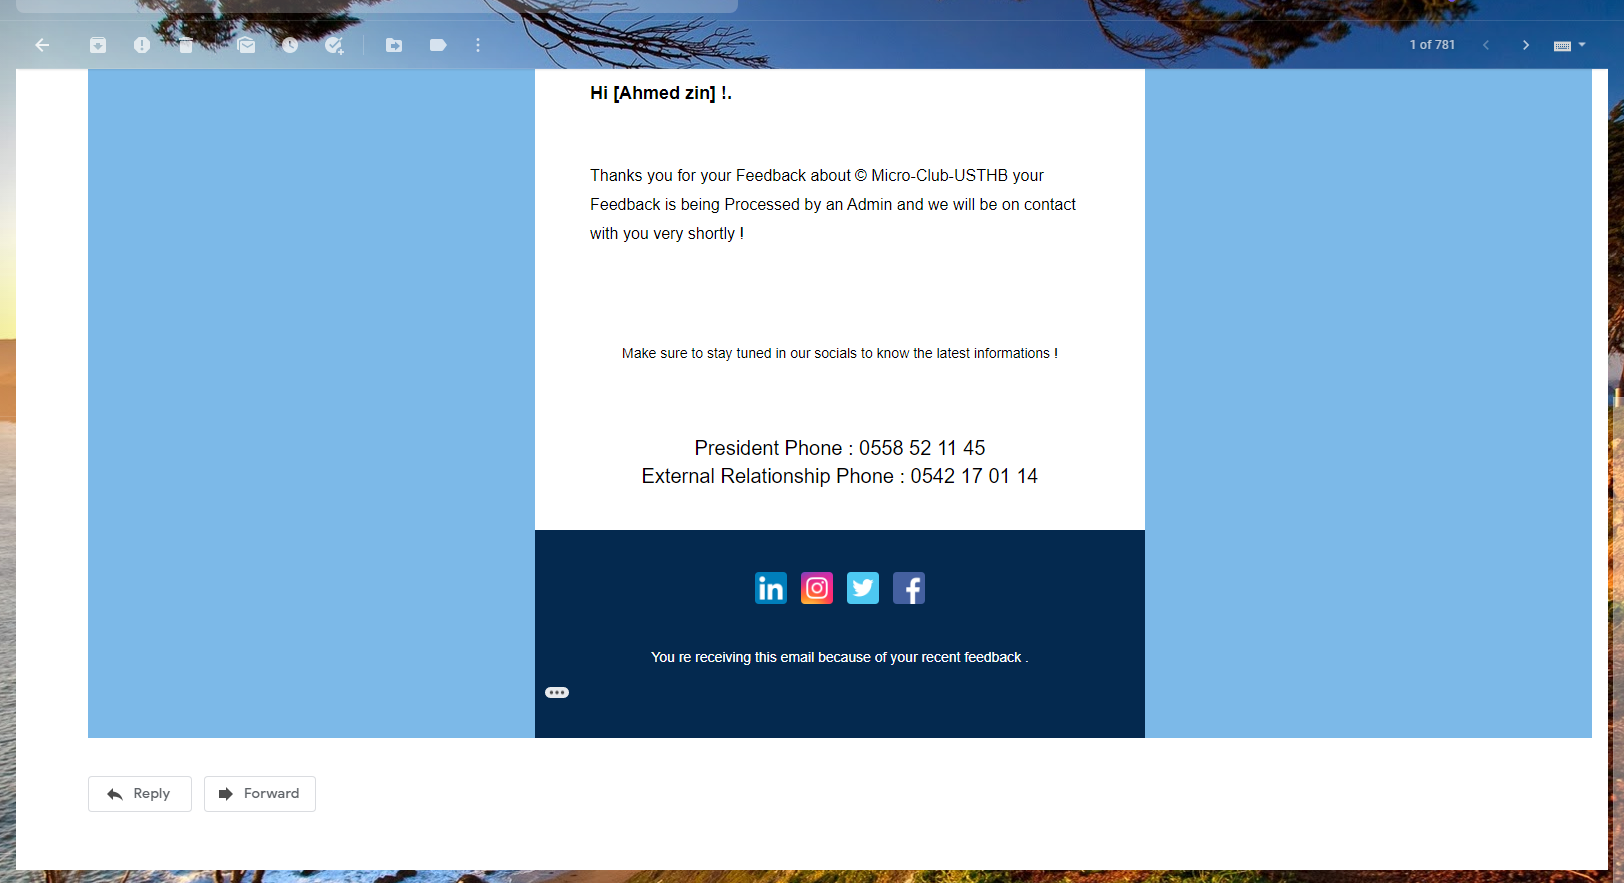 1 of 781
Hi [Ahmed zin] !.
Thanks you for your Feedback about © Micro-Club-USTHB your
Feedback is being Processed by an Admin and we will be on contact
with you very shortly !
Make sure to stay tuned in our socials to know the latest informations !
President Phone : 0558 52 11 45
External Relationship Phone : 0542 17 01 14
You re receiving this email because of your recent feedback .
Reply
Forward